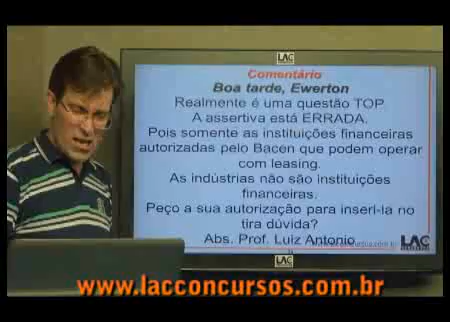 LAC
Comentário
Boa tarde, Ewerton
Realmente é uma questão TOP.
A assertiva está ERRADA.
Pois somente as instituições financeiras
autorizadas pelo Bacen que podem operar
com leasing.
As indústrias não são instituições
financeiras.
Peço a sua autorização para inseri-la no
tira dúvida?
Abs. Prof. Luiz Antonio
LAC
LAC
www.lacconcursos.com.br